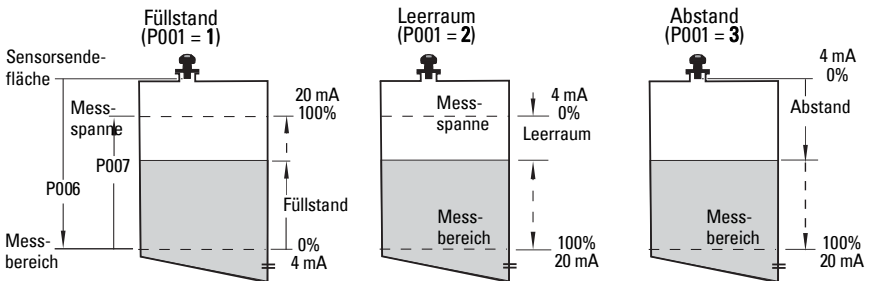 Füllstand
(P001 = 1)
Sensorsende-
fläche
20 mA
100%
Mess-
spanne
P007
P006
Füllstand
Mess-
bereich
0%
4 mA
Leerraum
(P001 = 2)
4 mA
0%
Mess-
spanne
Leerraum
Mess-
bereich
100%
20 mA
Abstand
(P001 = 3)
4 mA
0%
Abstand
Mess-
bereich
100%
20 mA